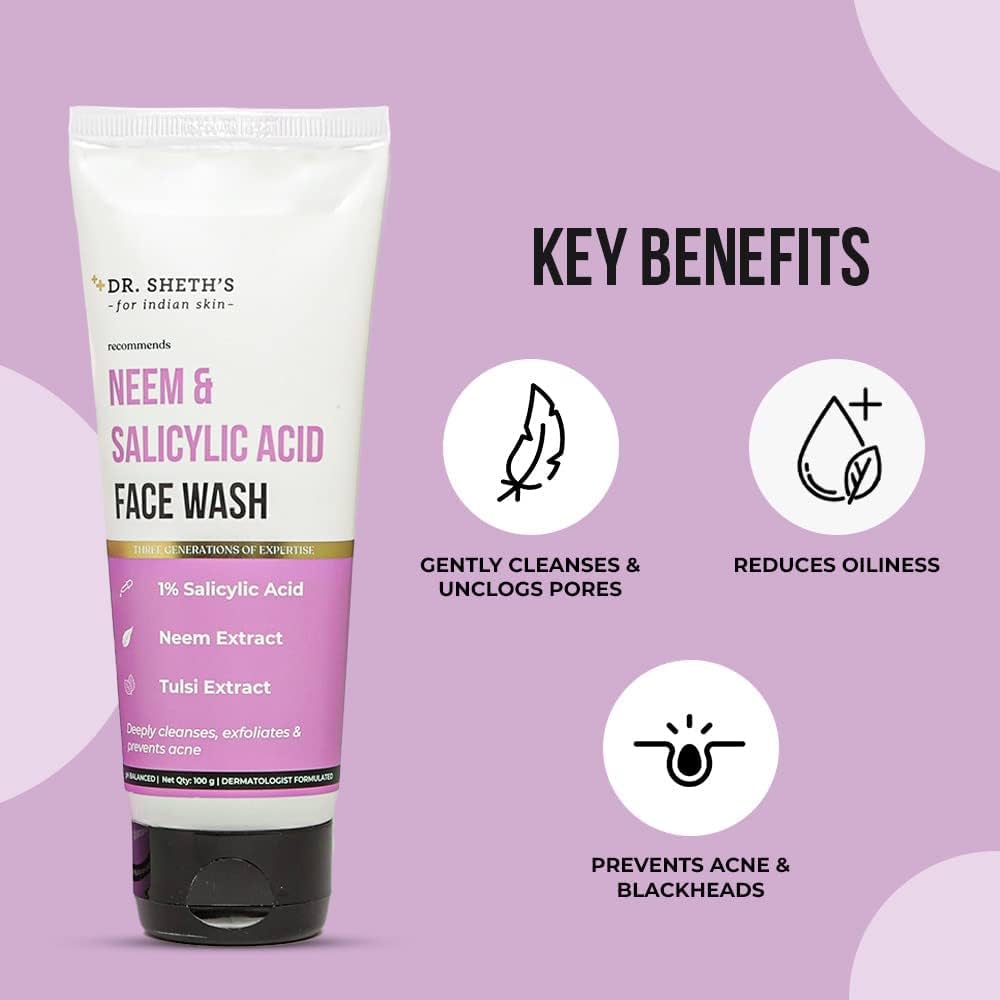 DR. SHETH'S
-for indian skin-
recommends
NEEM &
SALICYLIC ACID
FACE WASH
THREE GENERATIONS OF EXPERTISE
1% Salicylic Acid
Neem Extract
Tulsi Extract
Deeply cleanses, exfoliates &
prevents acne
BALANCED | Net Qty: 100 g | DERMATOLOGIST FORMULATED
KEY BENEFITS
GENTLY CLEANSES &
UNCLOGS PORES
REDUCES OILINESS
PREVENTS ACNE &
BLACKHEADS